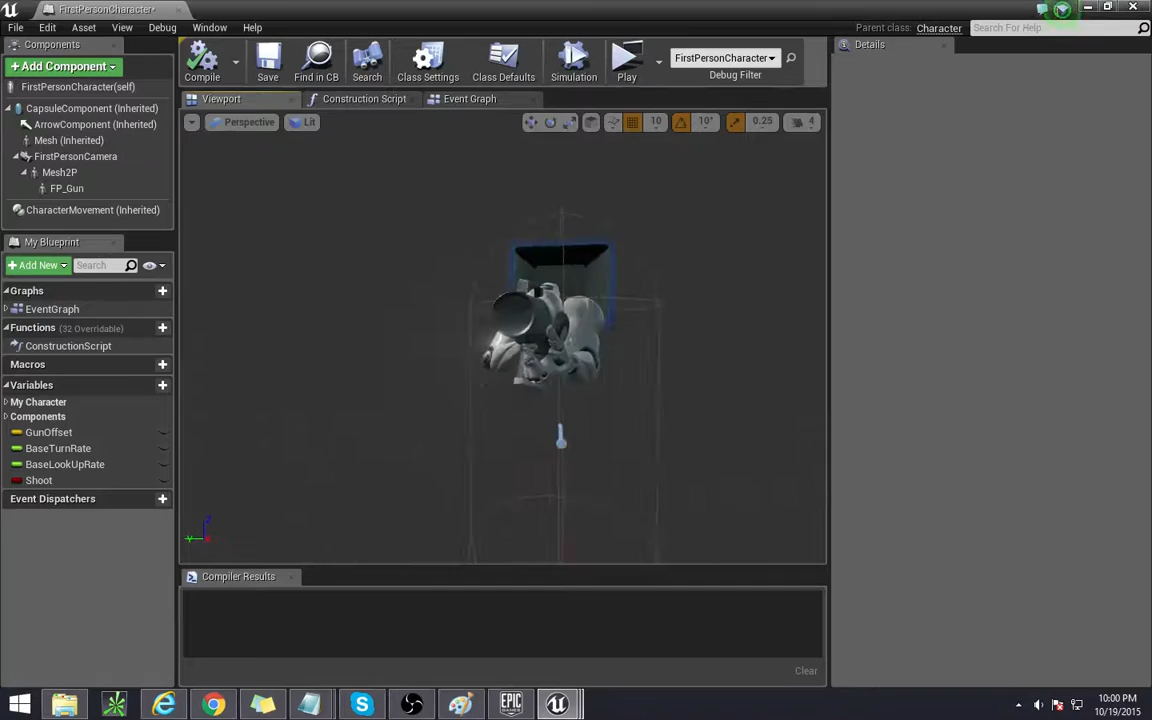 FirstPersonCharacter*
File
Edit
Asset
View
Debug
Window
Help
Parent class: Character
Search For Help
Components
Add Component
FirstPersonCharacter(self)
CapsuleComponent (Inherited)
ArrowComponent (Inherited)
Mesh (Inherited)
FirstPersonCamera
Mesh2P
FP_Gun
CharacterMovement (Inherited)
My Blueprint
Add New
Search
Graphs
EventGraph
Functions (32 Overridable)
ConstructionScript
Macros
Variables
My Character
Components
GunOffset
BaseTurnRate
BaseLookUpRate
Shoot
Event Dispatchers
Compile
Save
Find in CB
Search
Class Settings
Class Defaults
Simulation
Play
FirstPersonCharacter
Debug Filter
Viewport
Construction Script
Event Graph
Perspective
Lit
10
10°
0.25
4
Compiler Results
Clear
Details
EPIC
GAMES
10:00 PM
10/19/2015